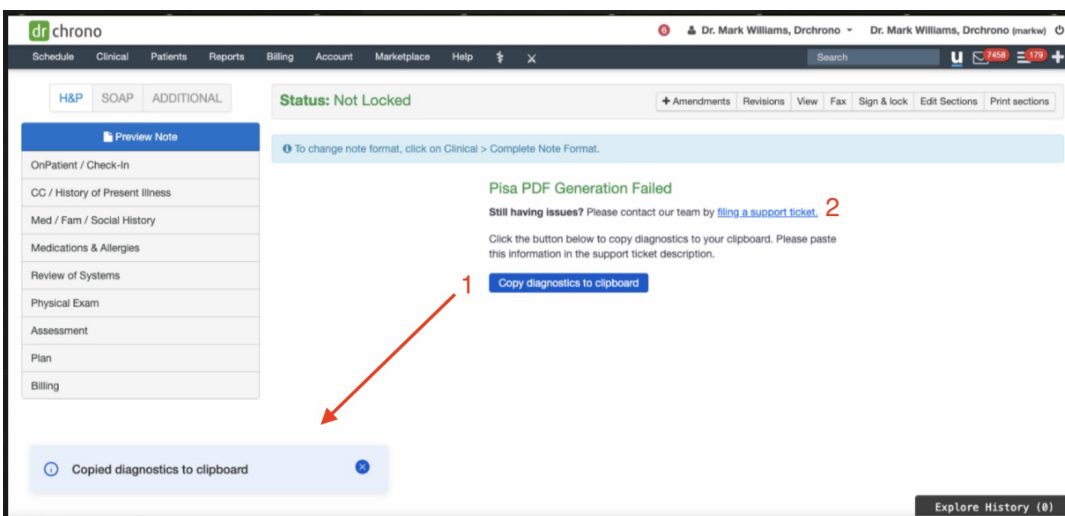 dr chrono
6 Dr. Mark Williams, Drchrono Dr. Mark Williams, Drchrono (markw)
Schedule Clinical Patients Reports Billing Account Marketplace Help Search 7458 179
H&P SOAP ADDITIONAL
Status: Not Locked
Amendments Revisions View Fax Sign & lock Edit Sections Print sections
Preview Note
To change note format, click on Clinical > Complete Note Format.
OnPatient / Check-In
CC / History of Present Illness
Med / Fam / Social History
Medications & Allergies
Review of Systems
Physical Exam
Assessment
Plan
Billing
Pisa PDF Generation Failed
Still having issues? Please contact our team by filing a support ticket. 2
Click the button below to copy diagnostics to your clipboard. Please paste
this information in the support ticket description.
1 Copy diagnostics to clipboard
Copied diagnostics to clipboard
Explore History (0)